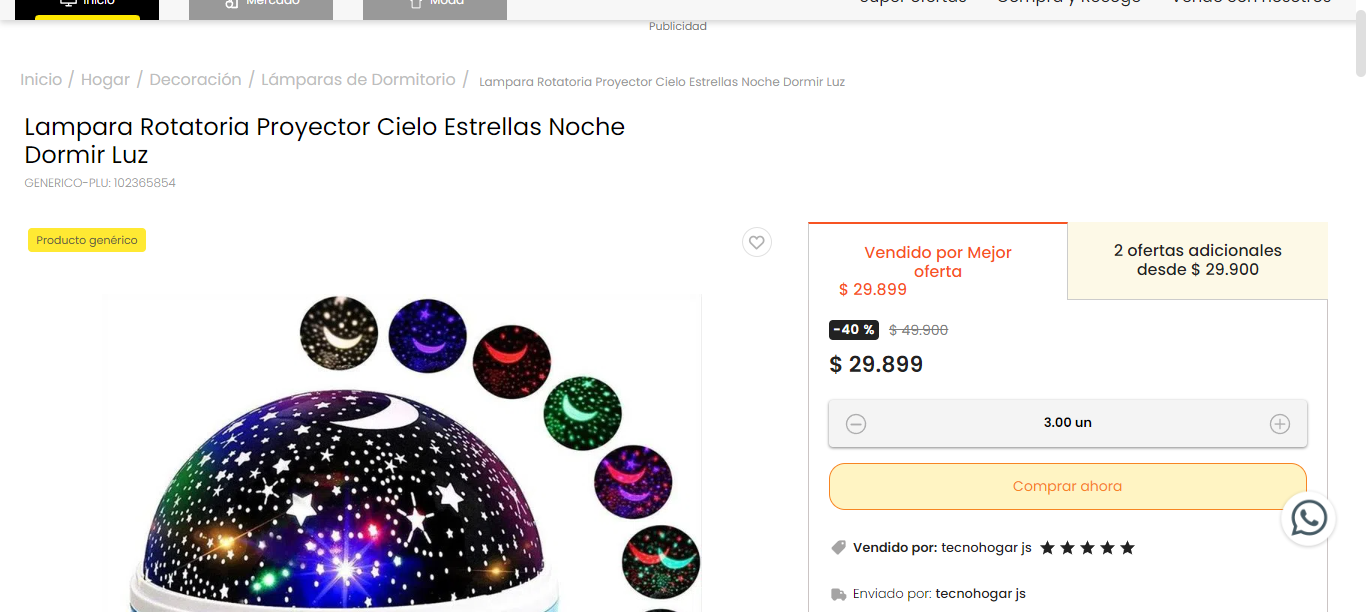 Inicio
Mercado
Moda
Súper ofertas
Compra y Recoge
Vende con nosotros
Publicidad
Inicio / Hogar / Decoración / Lámparas de Dormitorio / Lampara Rotatoria Proyector Cielo Estrellas Noche Dormir Luz
Lampara Rotatoria Proyector Cielo Estrellas Noche
Dormir Luz
GENERICO-PLU: 102365854
Producto genérico
Vendido por Mejor
oferta
$ 29.899
2 ofertas adicionales
desde $ 29.900
-40 % $ 49.900
$ 29.899
3.00 un
Comprar ahora
Vendido por: tecnohogar js
Enviado por: tecnohogar js